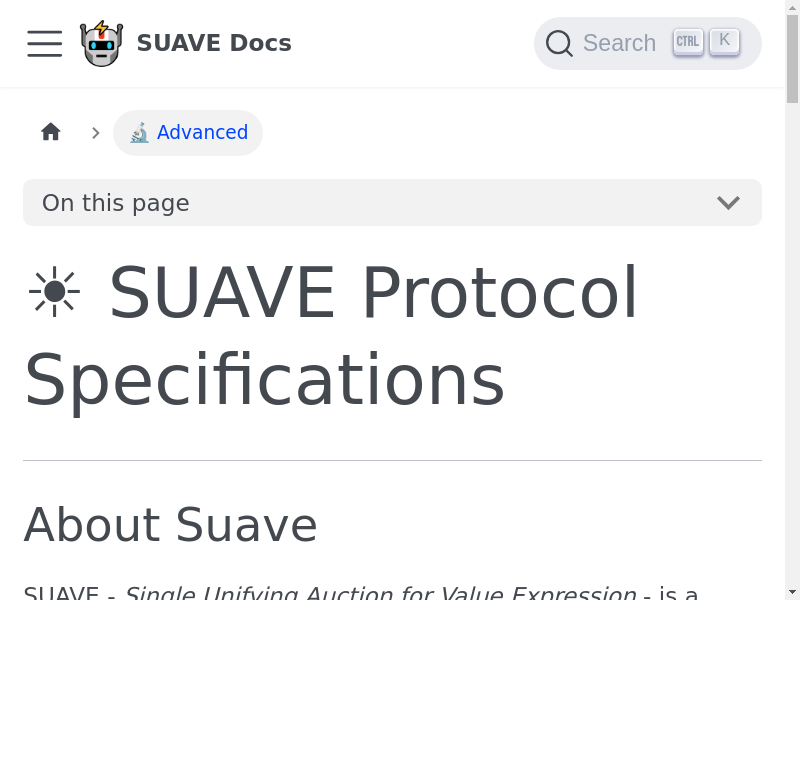 SUAVE Docs
Search CTRL K
🔬 Advanced
On this page
☀ SUAVE Protocol
Specifications
About Suave
SUAVE - Single Unifying Auction for Value Expression - is a